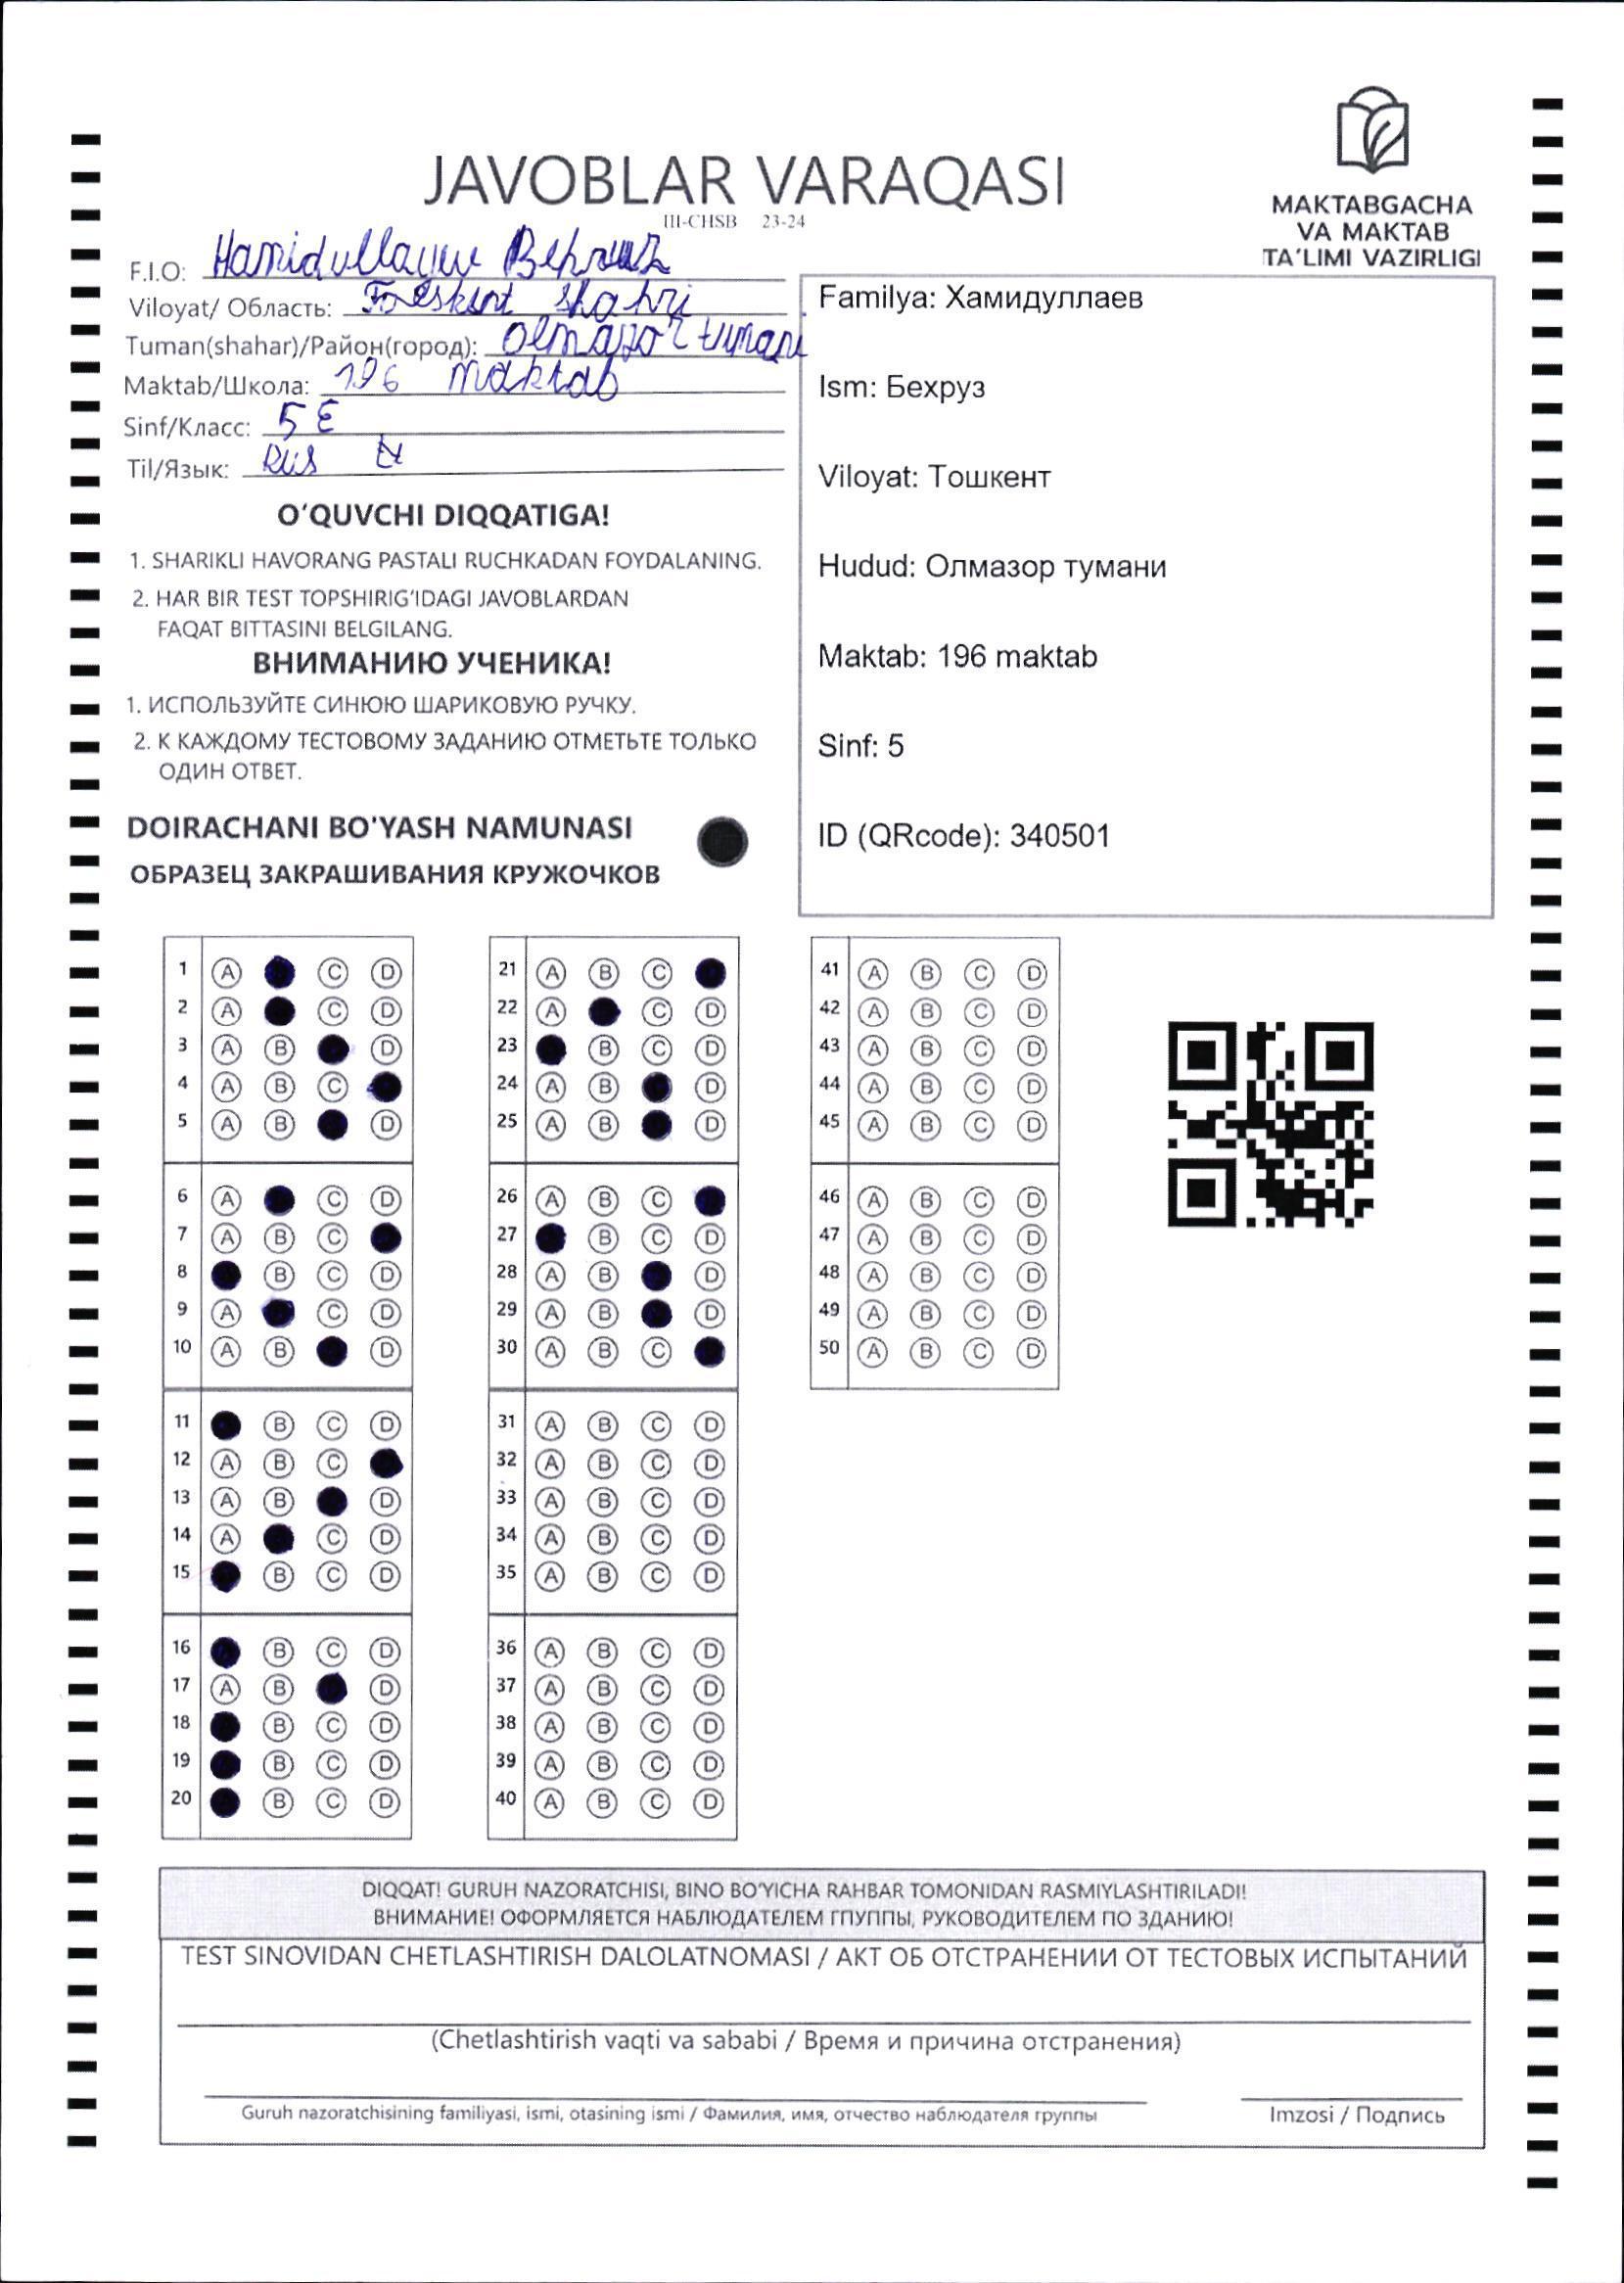 JAVOBLAR VARAQASI
III-CHSB 23-24
MAKTABGACHA
VA MAKTAB
TA'LIMI VAZIRLIGI
F.I.O: Hamidullayev Behruz
Viloyat/ Область: Toshkent shahri
Tuman(shahar)/Район(город): Olmazor tumani
Maktab/Школа: 196 maktab
Sinf/Класс: 5 E
Til/Язык: Rus
O'QUVCHI DIQQATIGA!
1. SHARIKLI HAVORANG PASTALI RUCHKADAN FOYDALANING.
2. HAR BIR TEST TOPSHIRIG'IDAGI JAVOBLARDAN
FAQAT BITTASINI BELGILANG.
ВНИМАНИЮ УЧЕНИКА!
1. ИСПОЛЬЗУЙТЕ СИНЮЮ ШАРИКОВУЮ РУЧКУ.
2. К КАЖДОМУ ТЕСТОВОМУ ЗАДАНИЮ ОТМЕТЬТЕ ТОЛЬКО
ОДИН ОТВЕТ.
DOIRACHANI BO'YASH NAMUNASI
ОБРАЗЕЦ ЗАКРАШИВАНИЯ КРУЖОЧКОВ
Familya: Хамидуллаев
Ism: Бехруз
Viloyat: Тошкент
Hudud: Олмазор тумани
Maktab: 196 maktab
Sinf: 5
ID (QRcode): 340501
1 A C D
2 A C D
3 A B D
4 A B C
5 A B D
6 A C D
7 A B C
8 B C D
9 A C D
10 A B D
11 B C D
12 A B C
13 A B D
14 A C D
15 B C D
16 B C D
17 A B D
18 B C D
19 B C D
20 B C D
21 A B C
22 A C D
23 B C D
24 A B D
25 A B D
26 A B C
27 B C D
28 A B D
29 A B D
30 A B C
31 A B C D
32 A B C D
33 A B C D
34 A B C D
35 A B C D
36 A B C D
37 A B C D
38 A B C D
39 A B C D
40 A B C D
41 A B C D
42 A B C D
43 A B C D
44 A B C D
45 A B C D
46 A B C D
47 A B C D
48 A B C D
49 A B C D
50 A B C D
DIQQAT! GURUH NAZORATCHISI, BINO BO'YICHA RAHBAR TOMONIDAN RASMIYLASHTIRILADI!
ВНИМАНИЕ! ОФОРМЛЯЕТСЯ НАБЛЮДАТЕЛЕМ ГПУППЫ, РУКОВОДИТЕЛЕМ ПО ЗДАНИЮ!
TEST SINOVIDAN CHETLASHTIRISH DALOLATNOMASI / АКТ ОБ ОТСТРАНЕНИИ ОТ ТЕСТОВЫХ ИСПЫТАНИЙ
(Chetlashtirish vaqti va sababi / Время и причина отстранения)
Guruh nazoratchisining familiyasi, ismi, otasining ismi / Фамилия, имя, отчество наблюдателя группы
Imzosi / Подпись